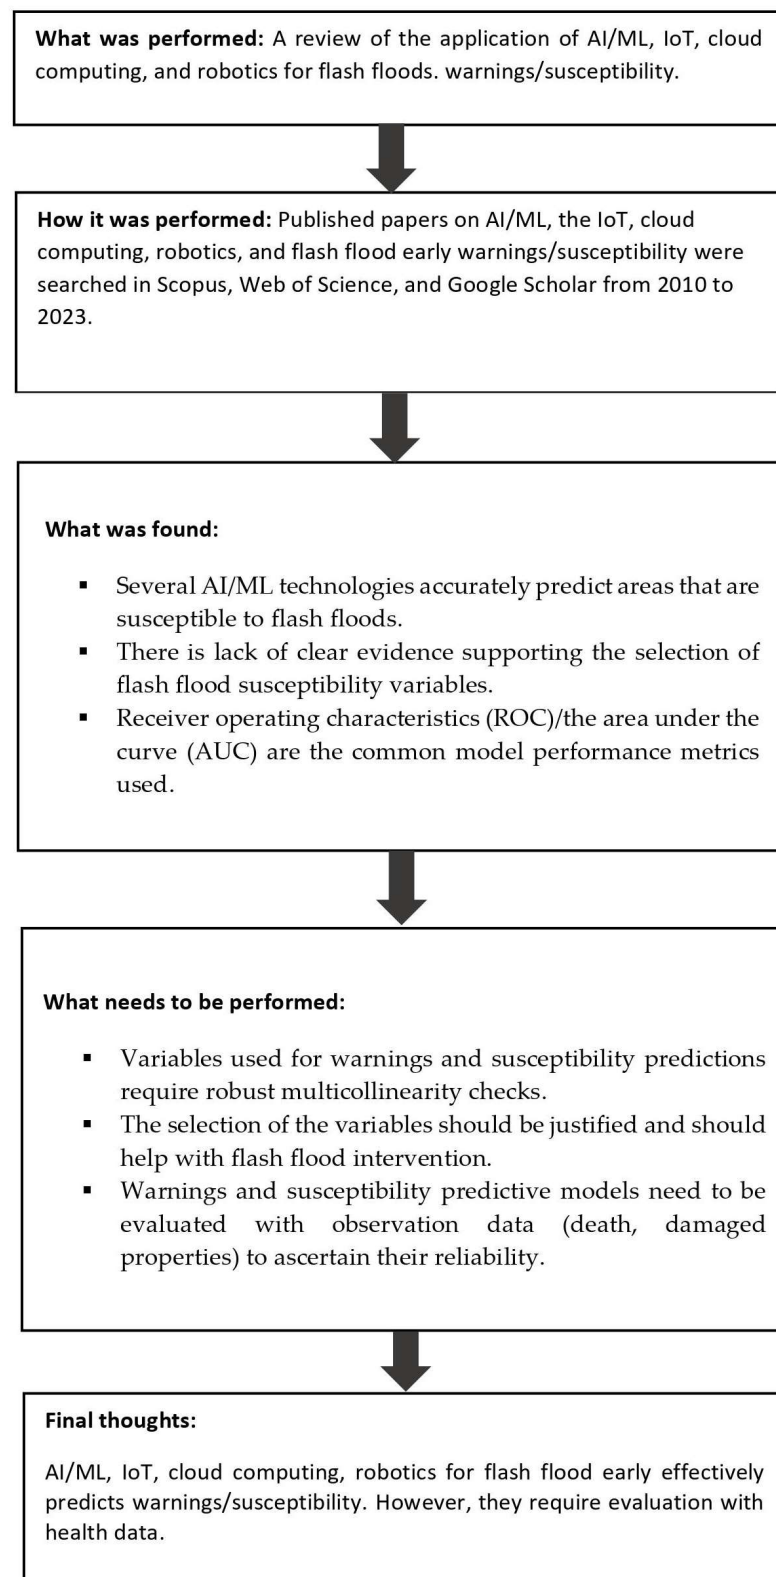 What was performed: A review of the application of AI/ML, IoT, cloud
computing, and robotics for flash floods. warnings/susceptibility.
How it was performed: Published papers on AI/ML, the IoT, cloud
computing, robotics, and flash flood early warnings/susceptibility were
searched in Scopus, Web of Science, and Google Scholar from 2010 to
2023.
What was found:
▪ Several AI/ML technologies accurately predict areas that are
susceptible to flash floods.
▪ There is lack of clear evidence supporting the selection of
flash flood susceptibility variables.
▪ Receiver operating characteristics (ROC)/the area under the
curve (AUC) are the common model performance metrics
used.
What needs to be performed:
▪ Variables used for warnings and susceptibility predictions
require robust multicollinearity checks.
▪ The selection of the variables should be justified and should
help with flash flood intervention.
▪ Warnings and susceptibility predictive models need to be
evaluated with observation data (death, damaged
properties) to ascertain their reliability.
Final thoughts:
AI/ML, IoT, cloud computing, robotics for flash flood early effectively
predicts warnings/susceptibility. However, they require evaluation with
health data.